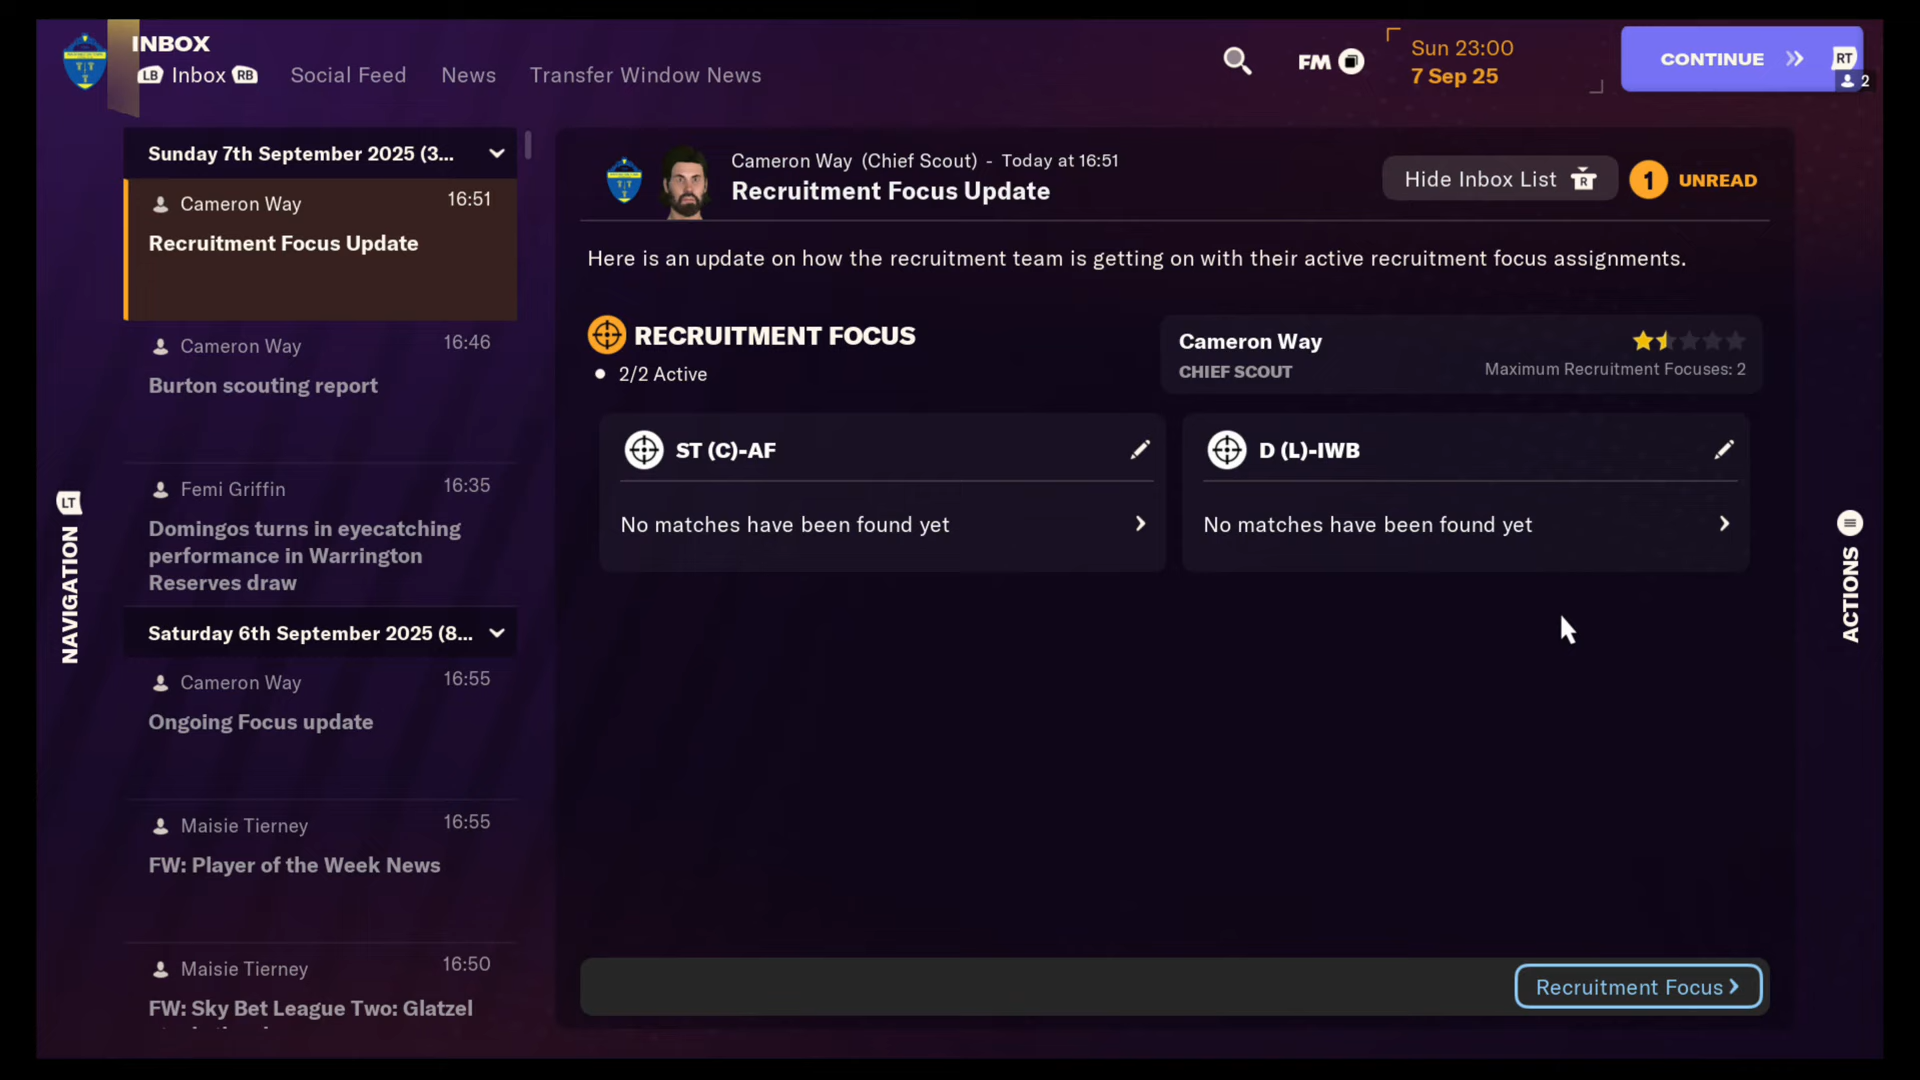 INBOX
LB Inbox RB Social Feed News Transfer Window News
FM
Sun 23:00
7 Sep 25
CONTINUE
RT
2
Sunday 7th September 2025 (3...
Cameron Way 16:51
Recruitment Focus Update
Cameron Way 16:46
Burton scouting report
Femi Griffin 16:35
Domingos turns in eyecatching
performance in Warrington
Reserves draw
Saturday 6th September 2025 (8...
Cameron Way 16:55
Ongoing Focus update
Maisie Tierney 16:55
FW: Player of the Week News
Maisie Tierney 16:50
FW: Sky Bet League Two: Glatzel
LT
NAVIGATION
Cameron Way (Chief Scout) - Today at 16:51
Recruitment Focus Update
Hide Inbox List R
1 UNREAD
Here is an update on how the recruitment team is getting on with their active recruitment focus assignments.
RECRUITMENT FOCUS
2/2 Active
Cameron Way
CHIEF SCOUT
Maximum Recruitment Focuses: 2
ST (C)-AF
No matches have been found yet
D (L)-IWB
No matches have been found yet
Recruitment Focus
ACTIONS